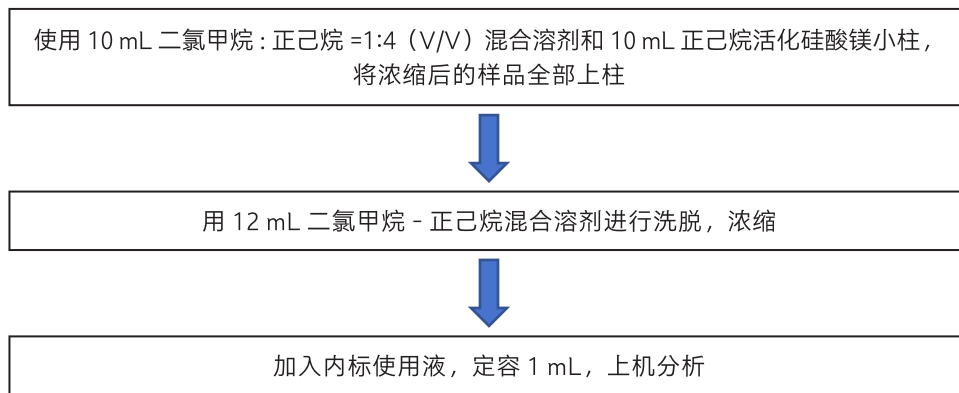 使用 10 mL 二氯甲烷 : 正己烷 =1:4（V/V）混合溶剂和 10 mL 正己烷活化硅酸镁小柱，
将浓缩后的样品全部上柱
用 12 mL 二氯甲烷 - 正己烷混合溶剂进行洗脱，浓缩
加入内标使用液，定容 1 mL，上机分析